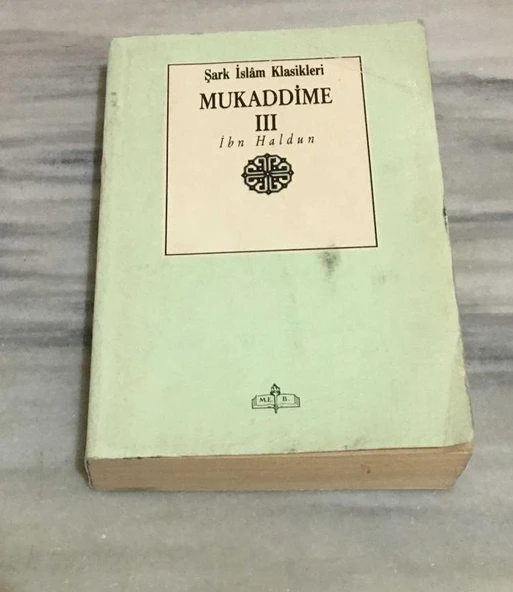 Şark İslâm Klasikleri
MUKADDİME
III
İbn Haldun
M.E. B.